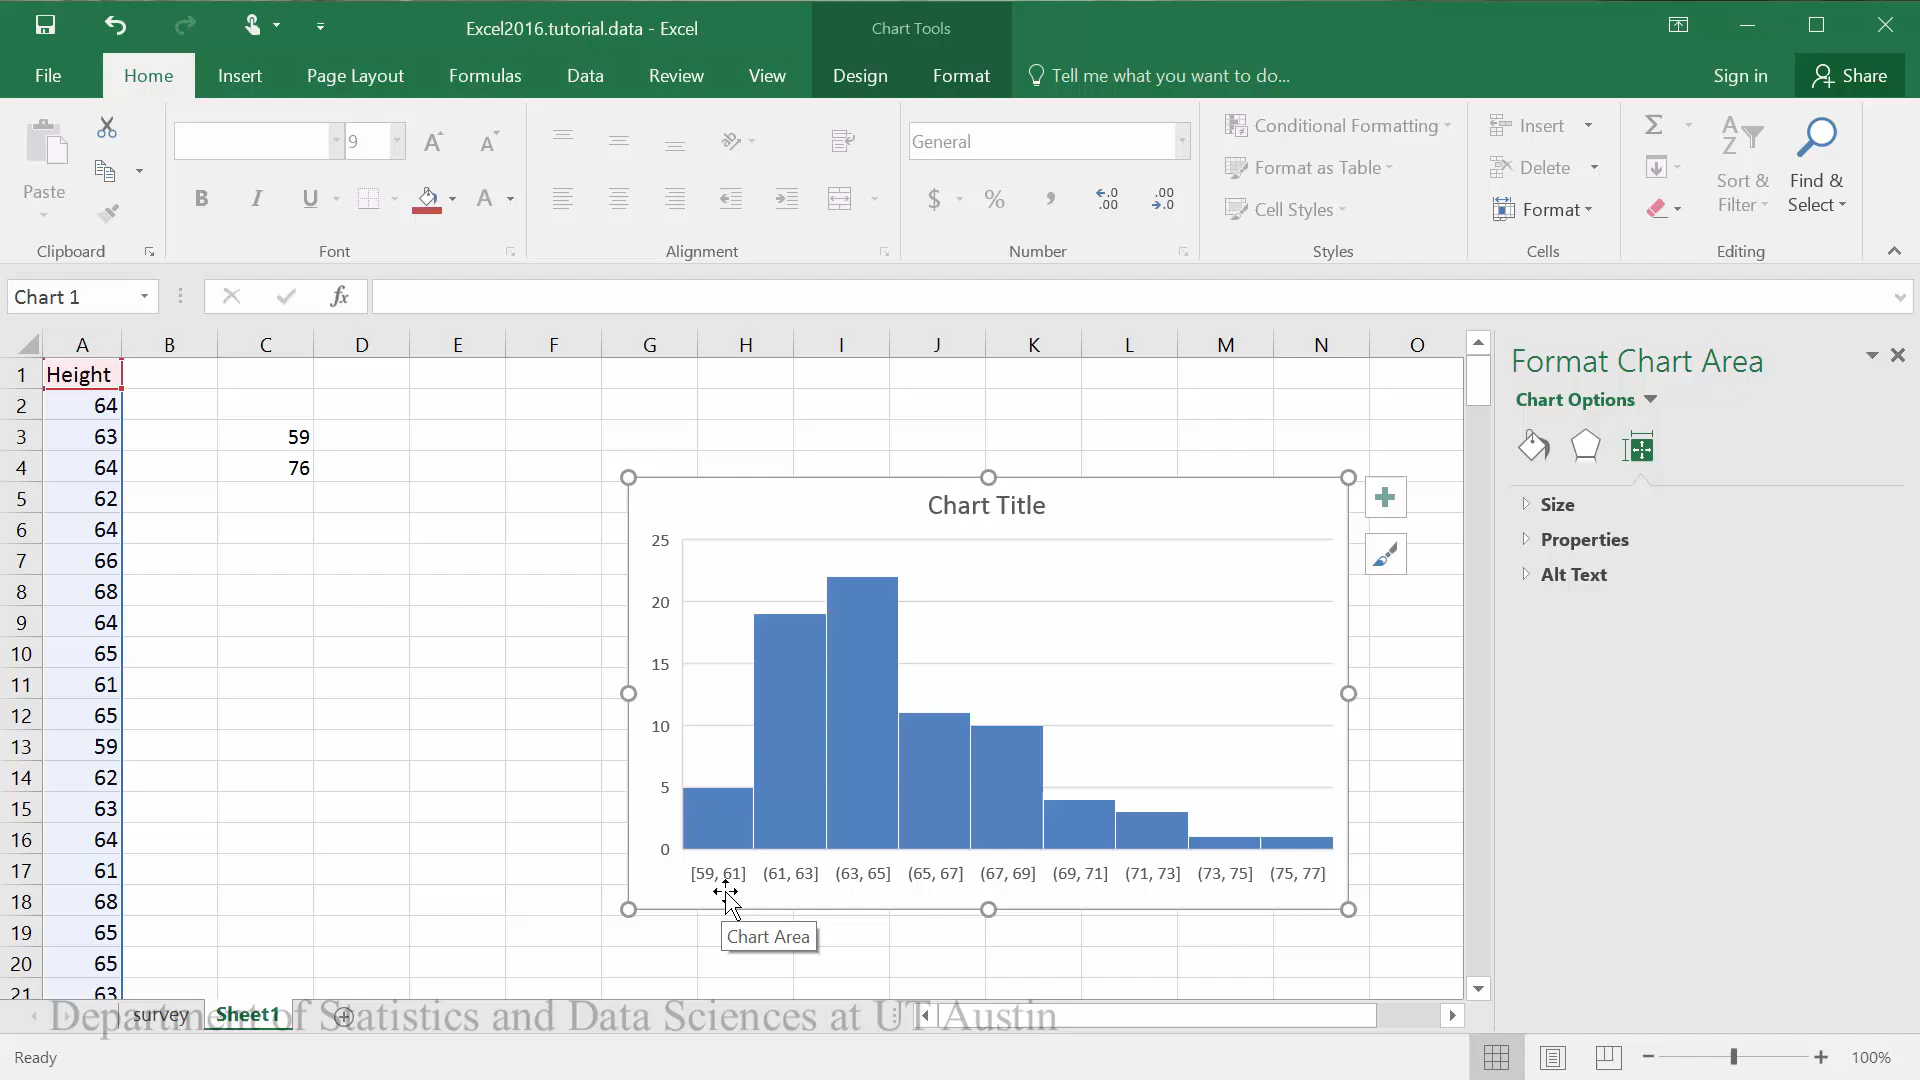 Excel2016.tutorial.data - Excel
Chart Tools
File Home Insert Page Layout Formulas Data Review View Design Format Tell me what you want to do... Sign in Share
Paste
9
B I U A
General
$ % ,
Conditional Formatting
Format as Table
Cell Styles
Insert
Delete
Format
Sort & Filter
Find & Select
Clipboard Font Alignment Number Styles Cells Editing
Chart 1
fx
A B C D E F G H I J K L M N O
1 Height
2 64
3 63 59
4 64 76
5 62
6 64
7 66
8 68
9 64
10 65
11 61
12 65
13 59
14 62
15 63
16 64
17 61
18 68
19 65
20 65
21 63
Chart Title
25
20
15
10
5
0
[59, 61] (61, 63] (63, 65] (65, 67] (67, 69] (69, 71] (71, 73] (73, 75] (75, 77]
Chart Area
Format Chart Area
Chart Options
Size
Properties
Alt Text
survey Sheet1
Department of Statistics and Data Sciences at UT Austin
Ready
100%